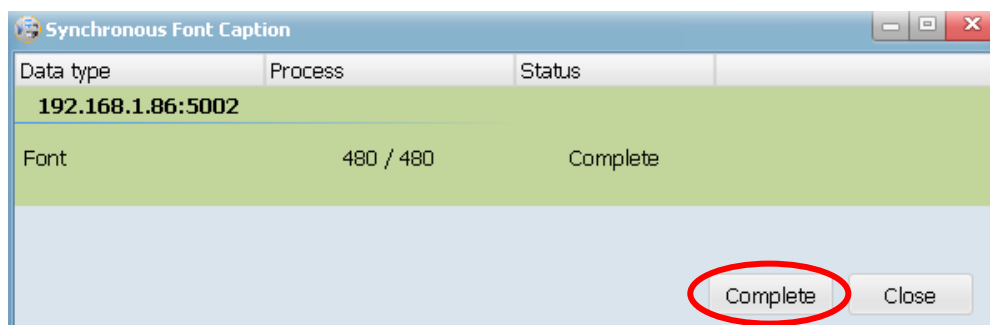 Synchronous Font Caption
Data type Process Status
192.168.1.86:5002
Font 480 / 480 Complete
Complete Close